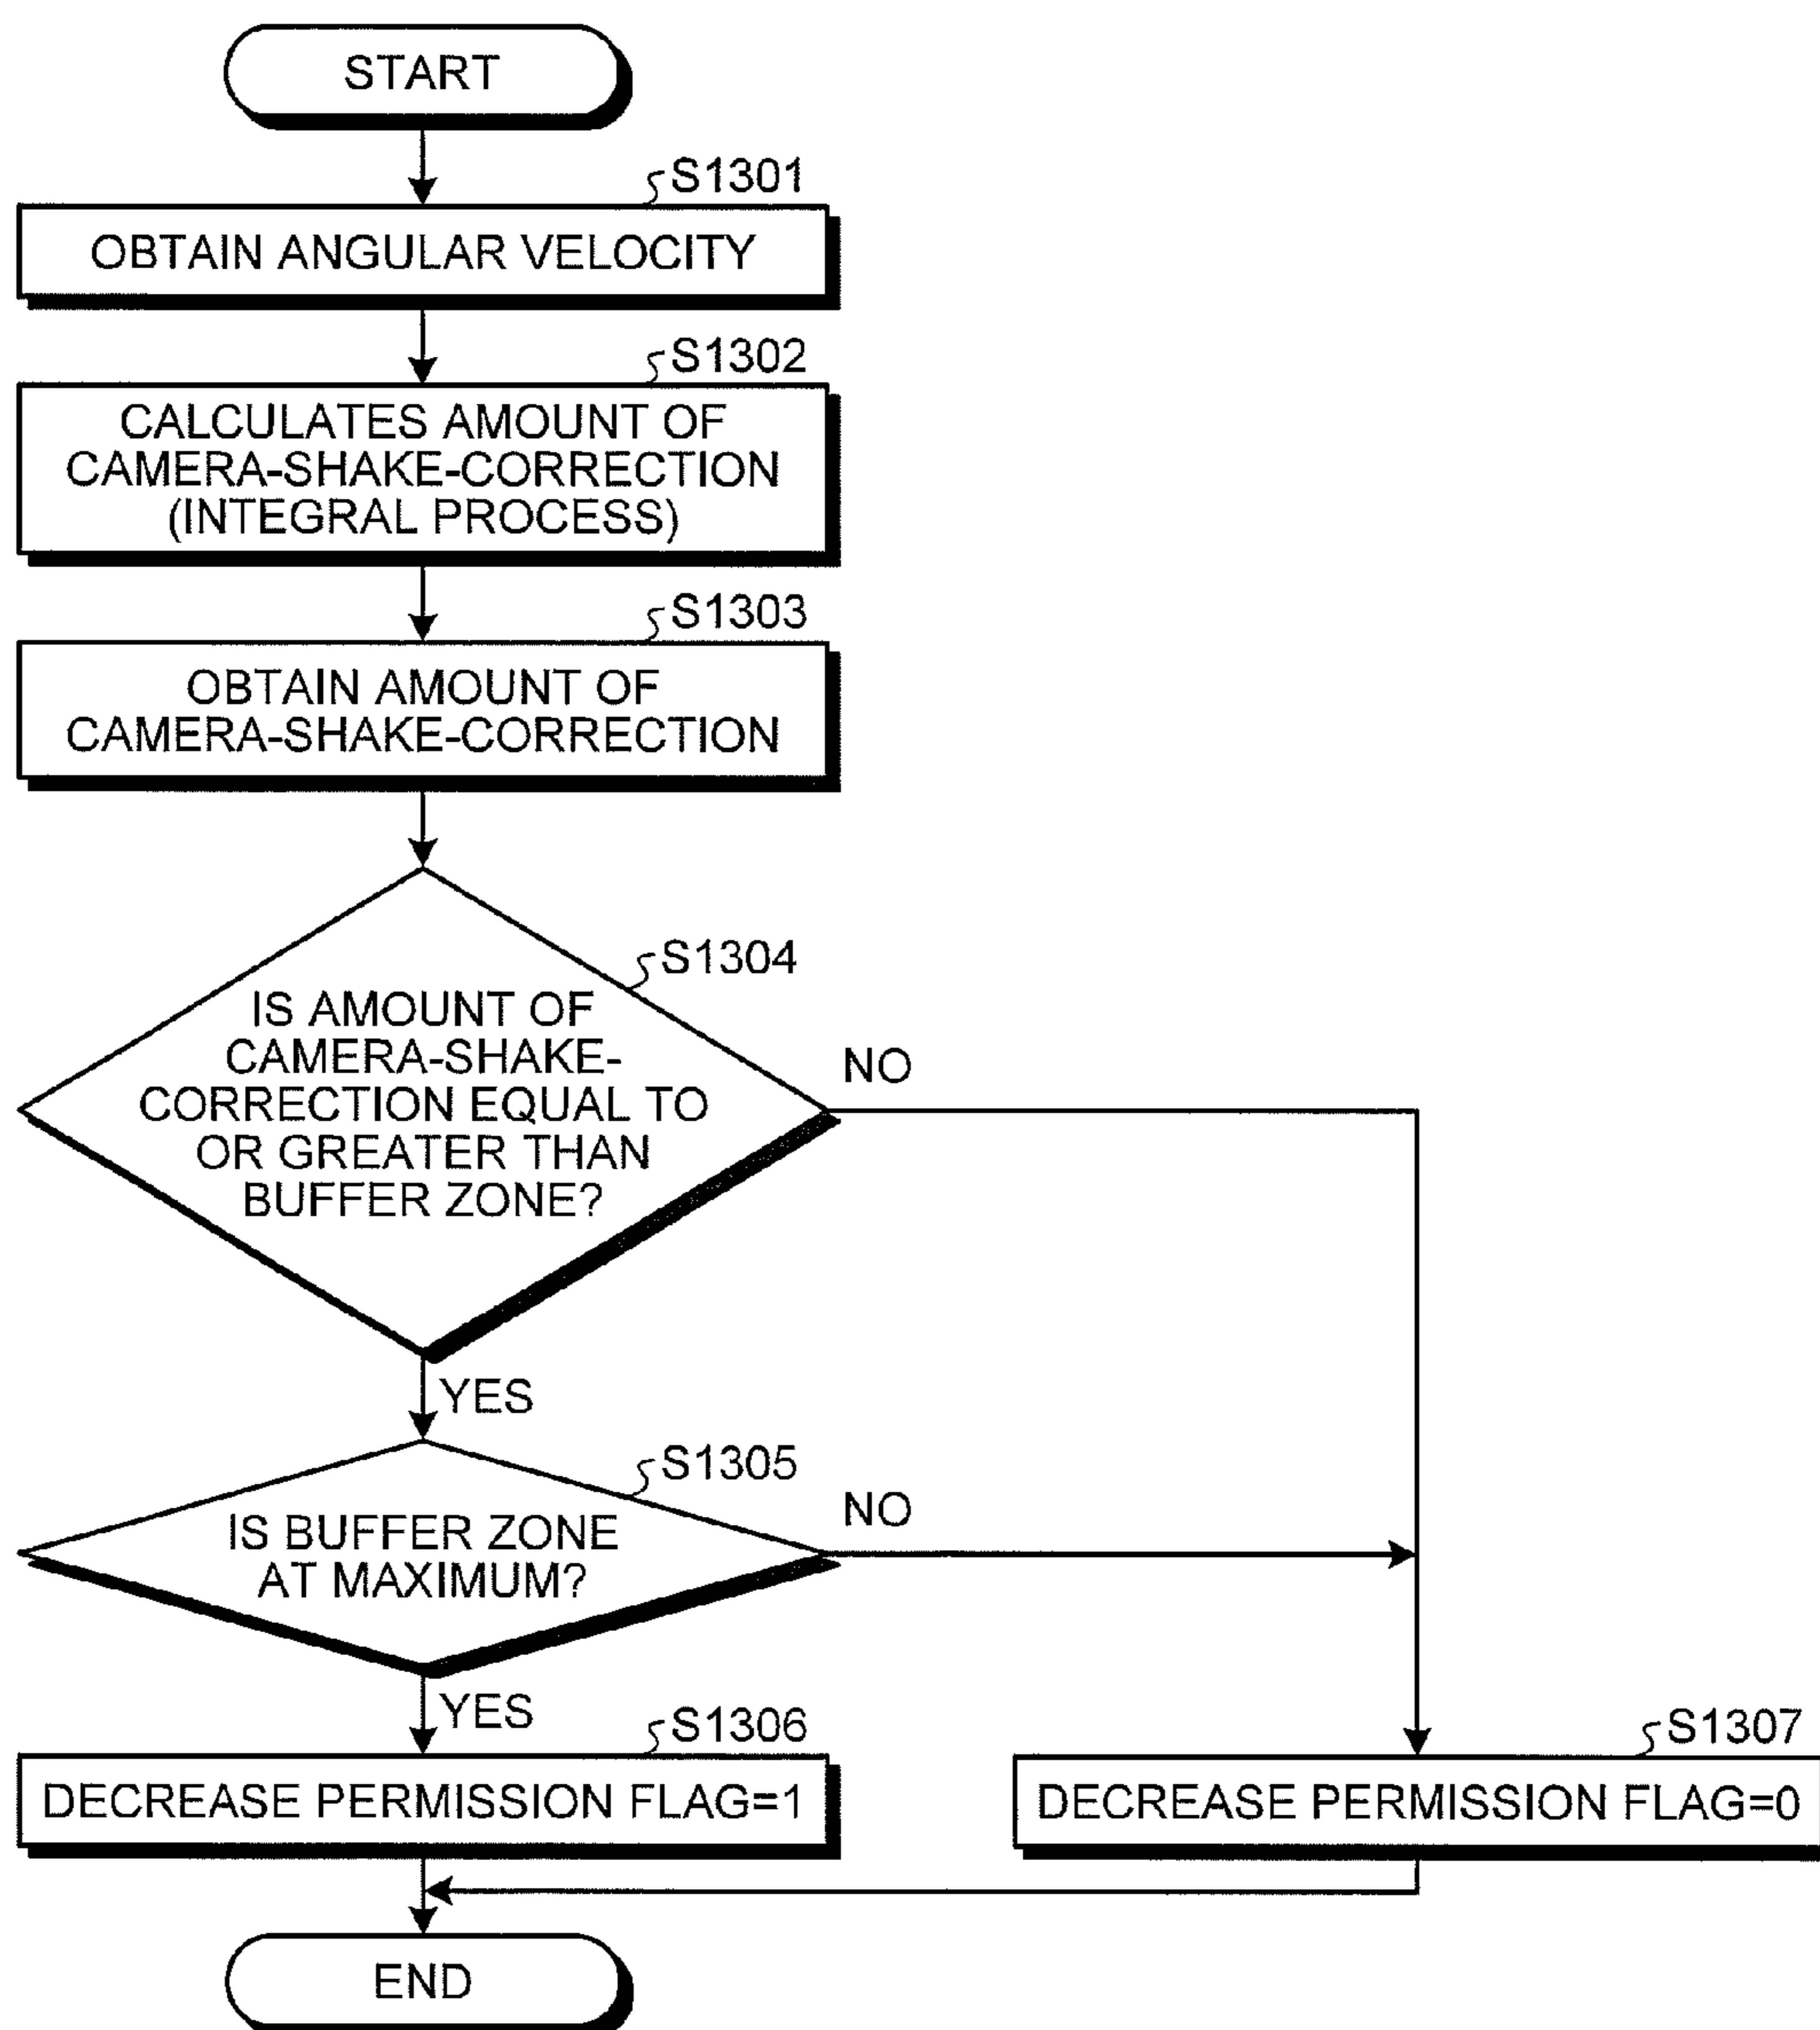 START
S1301
OBTAIN ANGULAR VELOCITY
S1302
CALCULATES AMOUNT OF
CAMERA-SHAKE-CORRECTION
(INTEGRAL PROCESS)
S1303
OBTAIN AMOUNT OF
CAMERA-SHAKE-CORRECTION
S1304
IS AMOUNT OF
CAMERA-SHAKE-
CORRECTION EQUAL TO
OR GREATER THAN
BUFFER ZONE?
NO
YES
S1305
IS BUFFER ZONE
AT MAXIMUM?
NO
YES
S1306
DECREASE PERMISSION FLAG=1
S1307
DECREASE PERMISSION FLAG=0
END